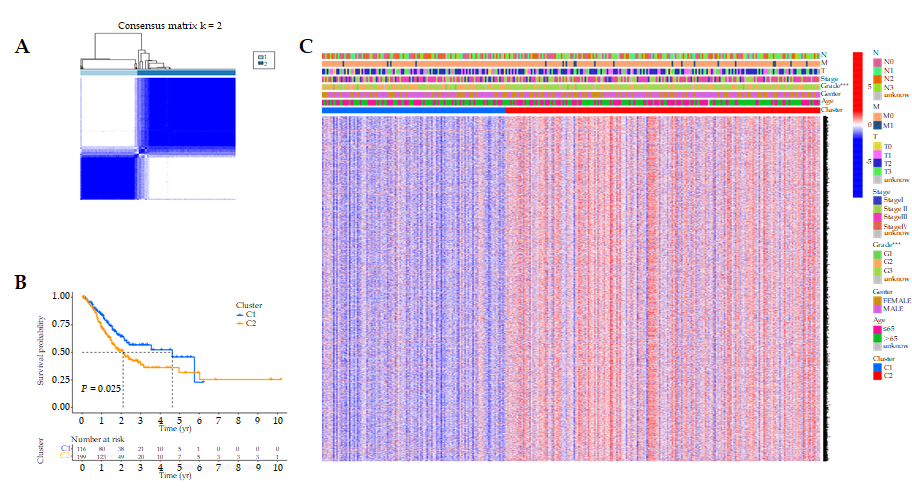 Consensus matrix k = 2
A
1
2
B
1.00
0.75
0.50
0.25
0.00
Survival probability
P = 0.025
Cluster
C1
C2
0 1 2 3 4 5 6 7 8 9 10
Time (yr)
Number at risk
Cluster
C1 116 80 38 21 10 5 1 0 0 0 0
C2 199 123 49 20 10 7 5 3 3 1
0 1 2 3 4 5 6 7 8 9 10
Time (yr)
C
N
M
T
Stage
Grade***
Gender
Age
Cluster
5
0
-5
N
N0
N1
N2
N3
unknow
M
M0
M1
T
T0
T1
T2
T3
unknow
Stage
StageI
Stage II
StageIII
StageIV
unknow
Grade***
G1
G2
G3
unknow
Genter
FEMALE
MALE
Age
≤65
>65
unknow
Cluster
C1
C2